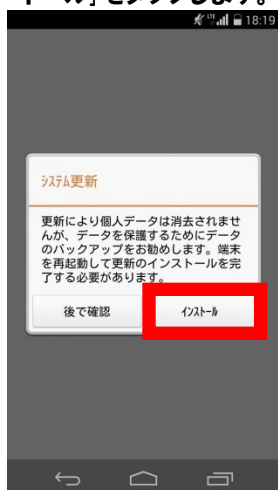 トール」をタップします。
LTE 18:19
ｼｽﾃﾑ更新
更新により個人データは消去されませ
んが、データを保護するためにデータ
のバックアップをお勧めします。端末
を再起動して更新のインストールを完
了する必要があります。
後で確認 ｲﾝｽﾄｰﾙ